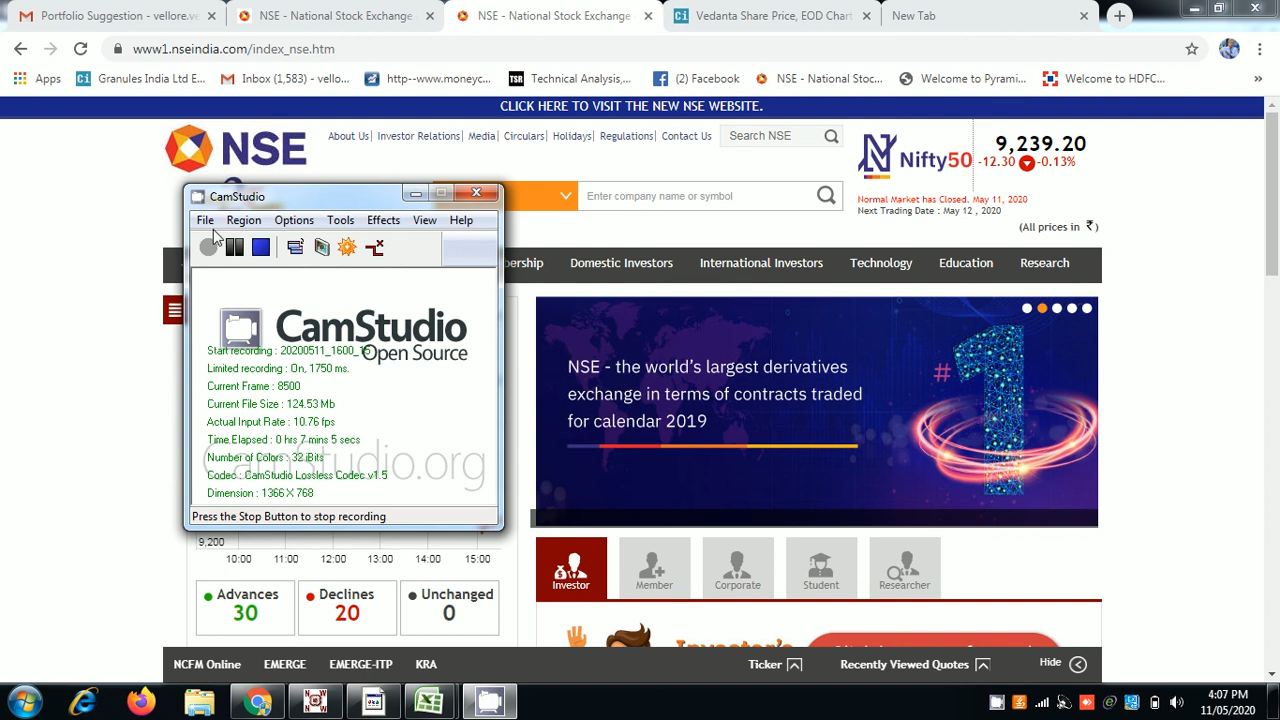 Portfolio Suggestion - vellore.ve
NSE - National Stock Exchange
NSE - National Stock Exchange
Vedanta Share Price, EOD Chart
New Tab
www1.nseindia.com/index_nse.htm
Apps
Granules India Ltd E...
Inbox (1,583) - vello...
http--www.moneyc...
TSR
Technical Analysis,...
(2) Facebook
NSE - National Stoc...
Welcome to Pyrami...
Welcome to HDFC...
CLICK HERE TO VISIT THE NEW NSE WEBSITE.
NSE
About Us| Investor Relations| Media| Circulars| Holidays| Regulations| Contact Us
Search NSE
Nifty50
9,239.20
-12.30 -0.13%
Normal Market has Closed. May 11, 2020
Next Trading Date : May 12 , 2020
(All prices in ₹)
Enter company name or symbol
bership
Domestic Investors
International Investors
Technology
Education
Research
CamStudio
File Region Options Tools Effects View Help
CamStudio
Open Source
Start recording : 20200511_1600_15
Limited recording : On, 1750 ms.
Current Frame : 8500
Current File Size : 124.53 Mb
Actual Input Rate : 10.76 fps
Time Elapsed : 0 hrs 7 mins 5 secs
Number of Colors : 32 Bits
Codec : CamStudio Lossless Codec v1.5
Dimension : 1366 X 768
CamStudio.org
Press the Stop Button to stop recording
NSE - the world's largest derivatives
exchange in terms of contracts traded
for calendar 2019
#1
9,200
10:00 11:00 12:00 13:00 14:00 15:00
Advances
30
Declines
20
Unchanged
0
Investor
Member
Corporate
Student
Researcher
Investor's
NCFM Online
EMERGE
EMERGE-ITP
KRA
Ticker
Recently Viewed Quotes
Hide
4:07 PM
11/05/2020